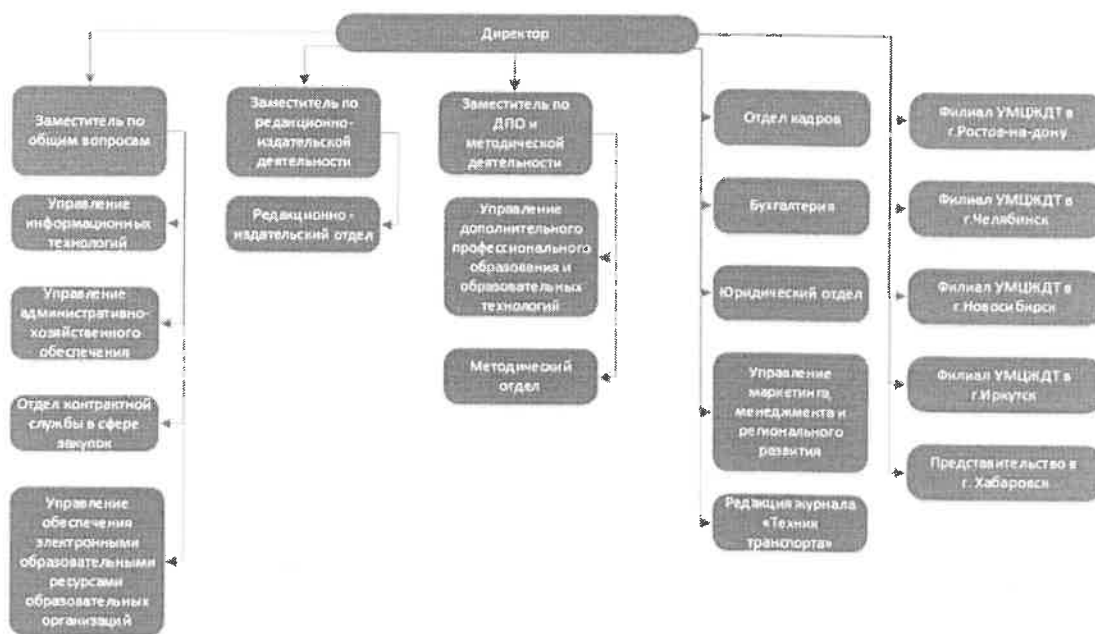 Директор
Заместитель по
общим вопросам
Управление
информационных
технологий
Управление
административно-
хозяйственного
обеспечения
Отдел контрактной
службы в сфере
закупок
Управление
обеспечения
электронными
образовательными
ресурсами
образовательных
организаций
Заместитель по
редакционно-
издательской
деятельности
Редакционно -
издательский отдел
Заместитель по
ДПО и
методической
деятельности
Управление
дополнительного
профессионального
образования и
образовательных
технологий
Методический
отдел
Отдел кадров
Бухгалтерия
Юридический отдел
Управление
маркетинга,
менеджмента и
регионального
развития
Редакция журнала
«Техник
транспорта»
Филиал УМЦЖДТ в
г.Ростов-на-дону
Филиал УМЦЖДТ в
г.Челябинск
Филиал УМЦЖДТ в
г.Новосибирск
Филиал УМЦЖДТ в
г.Иркутск
Представительство в
г. Хабаровск